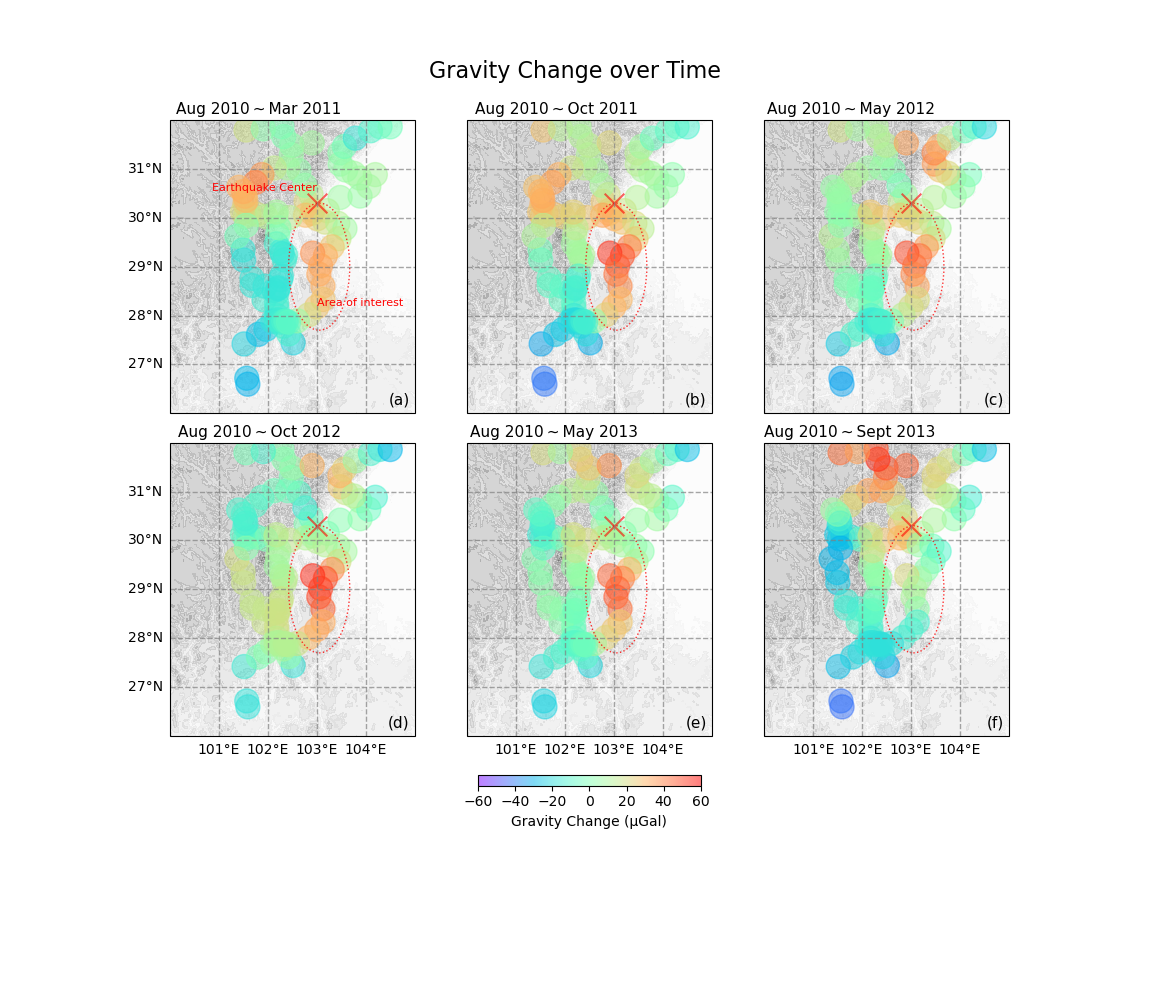 Gravity Change over Time
Aug 2010 ~ Mar 2011
Aug 2010 ~ Oct 2011
Aug 2010 ~ May 2012
31°N
30°N
29°N
28°N
27°N
Earthquake Center
Area of interest
(a)
(b)
(c)
Aug 2010 ~ Oct 2012
Aug 2010 ~ May 2013
Aug 2010 ~ Sept 2013
31°N
30°N
29°N
28°N
27°N
(d)
(e)
(f)
101°E 102°E 103°E 104°E
101°E 102°E 103°E 104°E
101°E 102°E 103°E 104°E
−60 −40 −20 0 20 40 60
Gravity Change (μGal)